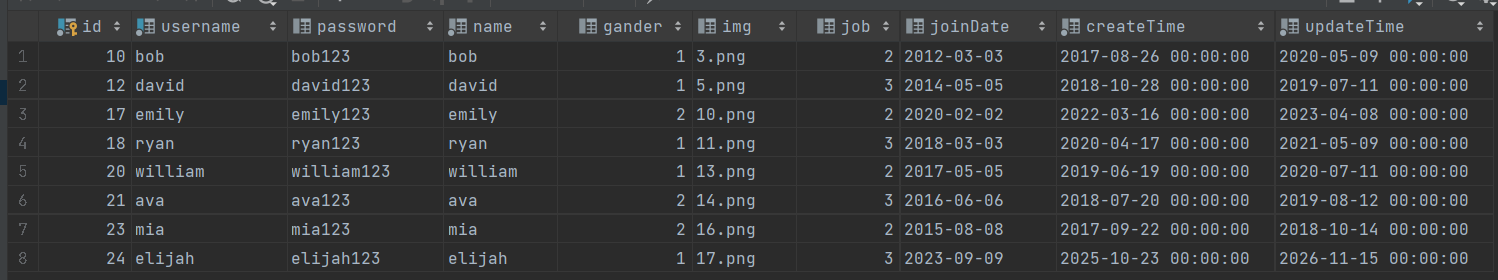 id username password name gander img job joinDate createTime updateTime
1 10 bob bob123 bob 1 3.png 2 2012-03-03 2017-08-26 00:00:00 2020-05-09 00:00:00
2 12 david david123 david 1 5.png 3 2014-05-05 2018-10-28 00:00:00 2019-07-11 00:00:00
3 17 emily emily123 emily 2 10.png 2 2020-02-02 2022-03-16 00:00:00 2023-04-08 00:00:00
4 18 ryan ryan123 ryan 1 11.png 3 2018-03-03 2020-04-17 00:00:00 2021-05-09 00:00:00
5 20 william william123 william 1 13.png 2 2017-05-05 2019-06-19 00:00:00 2020-07-11 00:00:00
6 21 ava ava123 ava 2 14.png 3 2016-06-06 2018-07-20 00:00:00 2019-08-12 00:00:00
7 23 mia mia123 mia 2 16.png 2 2015-08-08 2017-09-22 00:00:00 2018-10-14 00:00:00
8 24 elijah elijah123 elijah 1 17.png 3 2023-09-09 2025-10-23 00:00:00 2026-11-15 00:00:00